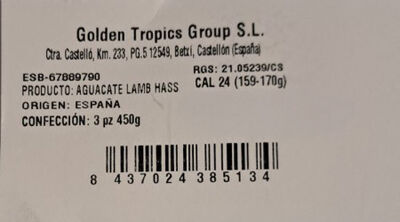 Golden Tropics Group S.L.
Ctra. Castelló, Km. 233, PG.5 12549, Betxí, Castellón (España)
ESB-67889790
RGS: 21.05239/CS
PRODUCTO: AGUACATE LAMB HASS
CAL 24 (159-170g)
ORIGEN: ESPAÑA
CONFECCIÓN: 3 pz 450g
8 437024 385134